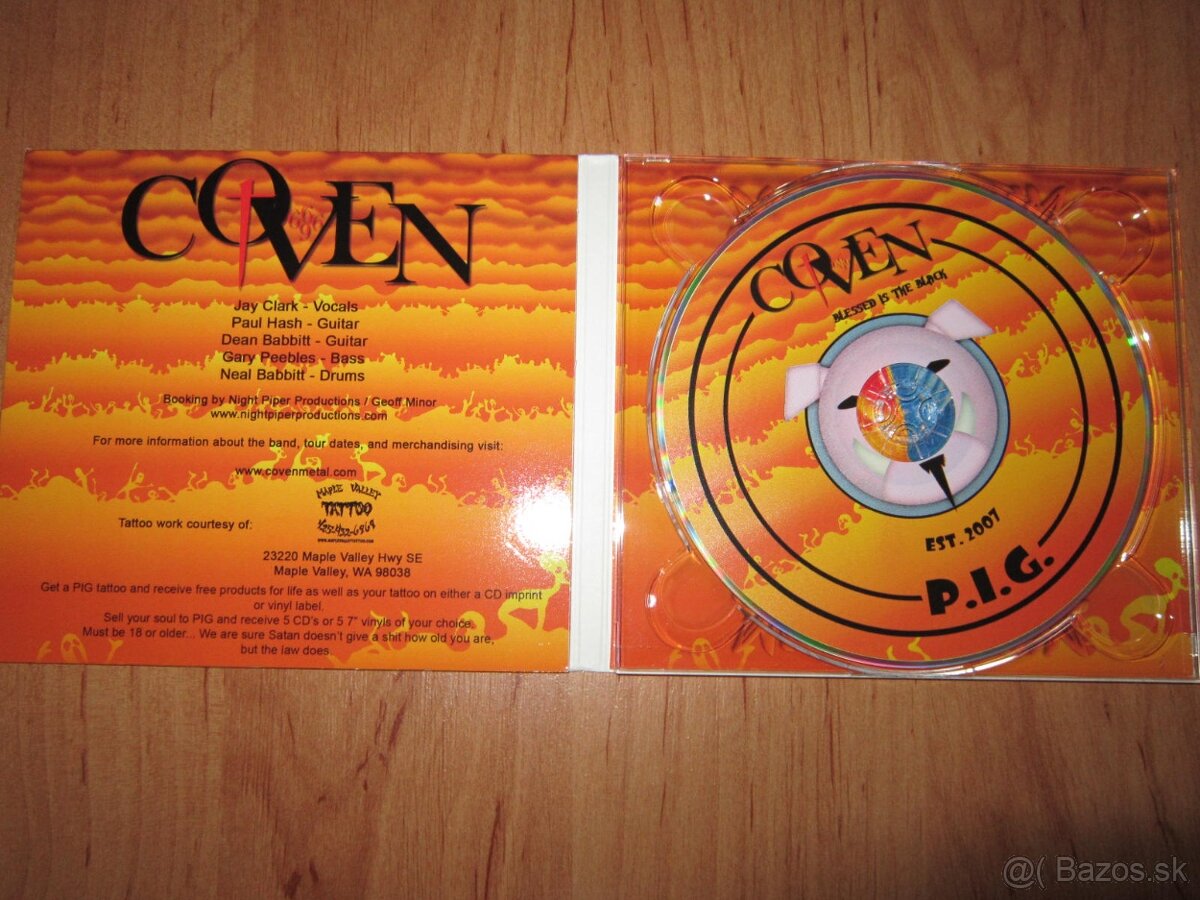 COVEN
Jay Clark - Vocals
Paul Hash - Guitar
Dean Babbitt - Guitar
Gary Peebles - Bass
Neal Babbitt - Drums
Booking by Night Piper Productions / Geoff Minor
www.nightpiperproductions.com
For more information about the band, tour dates, and merchandising visit:
www.covenmetal.com
MAPLE VALLEY
TATTOO
425-432-6969
Tattoo work courtesy of:
23220 Maple Valley Hwy SE
Maple Valley, WA 98038
Get a PIG tattoo and receive free products for life as well as your tattoo on either a CD imprint
or vinyl label.
Sell your soul to PIG and receive 5 CD's or 5 7" vinyls of your choice.
Must be 18 or older... We are sure Satan doesn't give a shit how old you are,
but the law does.
COVEN
BLESSED IS THE BLACK
EST. 2007
P.I.G.
@( Bazos.sk